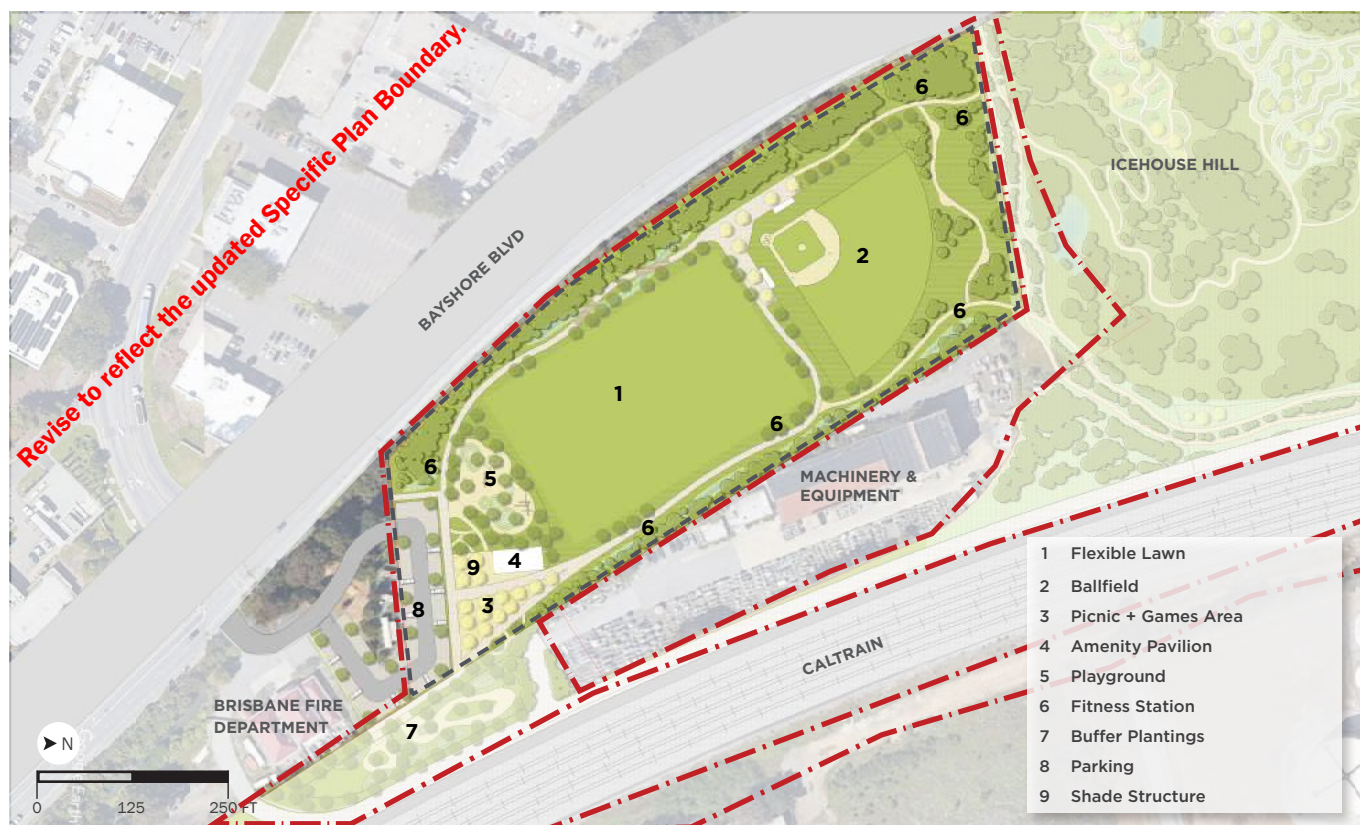 Revise to reflect the updated Specific Plan Boundary.
BAYSHORE BLVD
ICEHOUSE HILL
6
6
2
6
1
6
6
5
MACHINERY &
EQUIPMENT
6
4
9
3
8
CALTRAIN
BRISBANE FIRE
DEPARTMENT
7
N
0 125 250 FT
1 Flexible Lawn
2 Ballfield
3 Picnic + Games Area
4 Amenity Pavilion
5 Playground
6 Fitness Station
7 Buffer Plantings
8 Parking
9 Shade Structure